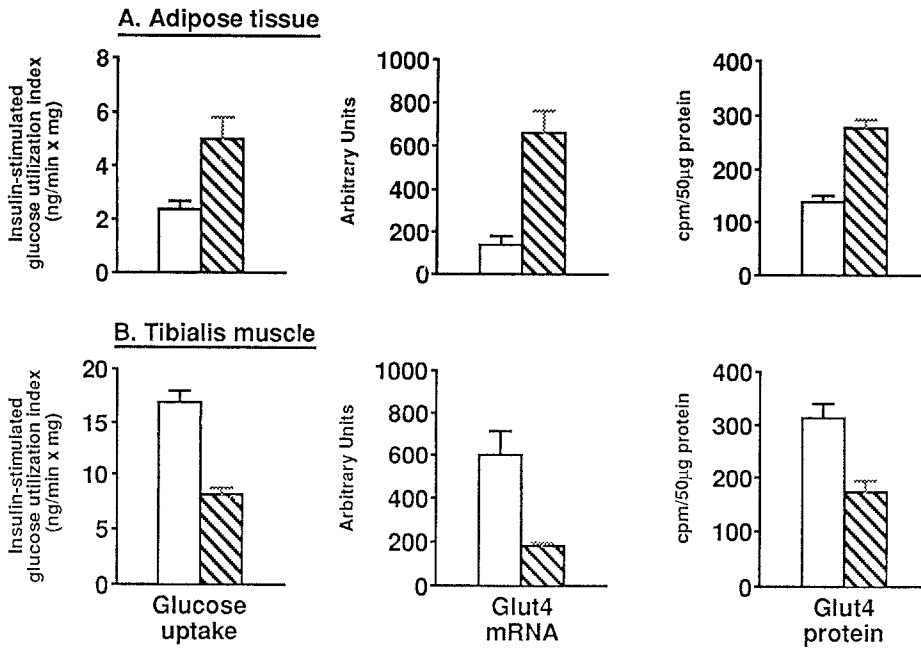 A. Adipose tissue
Insulin-stimulated
glucose utilization index
(ng/min x mg)
8
6
4
2
0
Arbitrary Units
1000
800
600
400
200
0
cpm/50µg protein
400
300
200
100
0
B. Tibialis muscle
Insulin-stimulated
glucose utilization index
(ng/min x mg)
20
15
10
5
0
Glucose
uptake
Arbitrary Units
1000
800
600
400
200
0
Glut4
mRNA
cpm/50µg protein
400
300
200
100
0
Glut4
protein